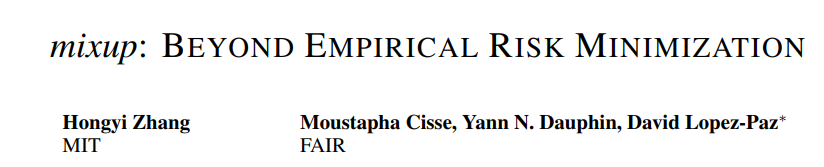 mixup: BEYOND EMPIRICAL RISK MINIMIZATION
Hongyi Zhang Moustapha Cisse, Yann N. Dauphin, David Lopez-Paz*
MIT FAIR